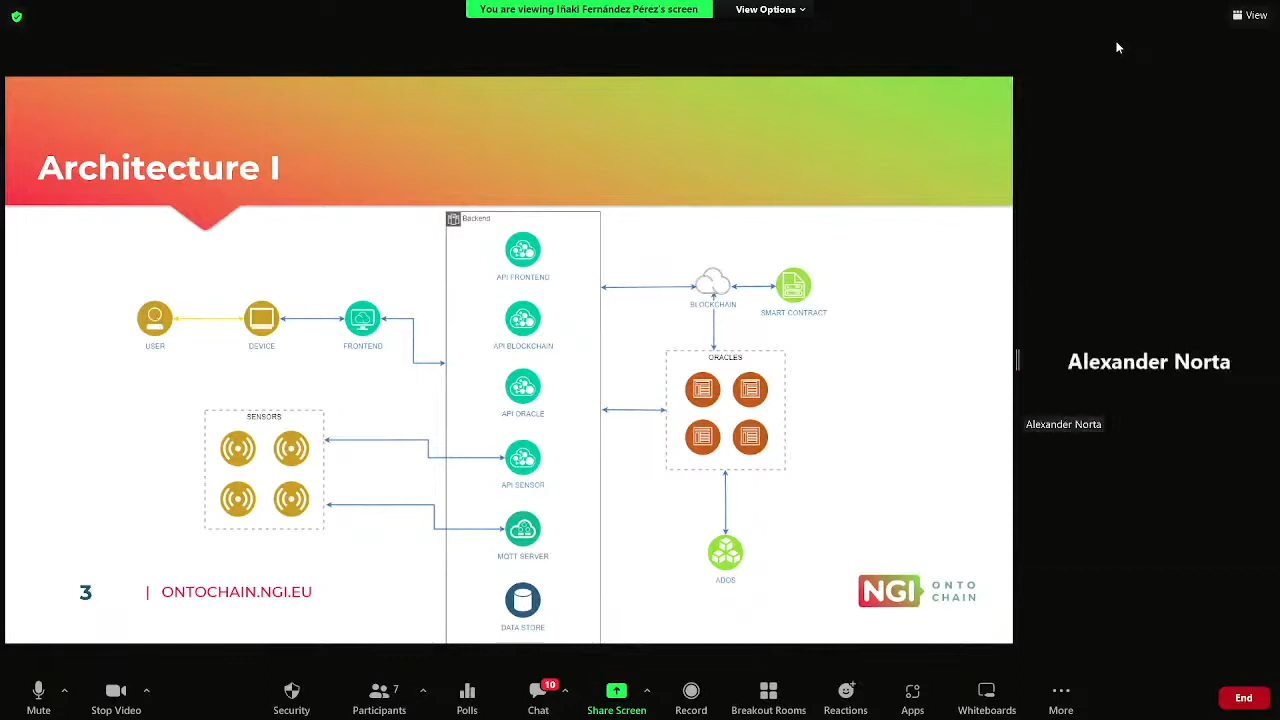 You are viewing Iñaki Fernández Pérez's screen
View Options
View
Architecture I
Backend
API FRONTEND
API BLOCKCHAIN
API ORACLE
API SENSOR
MQTT SERVER
DATA STORE
USER
DEVICE
FRONTEND
SENSORS
BLOCKCHAIN
SMART CONTRACT
ORACLES
ADOS
3
| ONTOCHAIN.NGI.EU
NGI
ONTO
CHAIN
Alexander Norta
Alexander Norta
Mute
Stop Video
Security
Participants
7
Polls
Chat
10
Share Screen
Record
Breakout Rooms
Reactions
Apps
Whiteboards
More
End